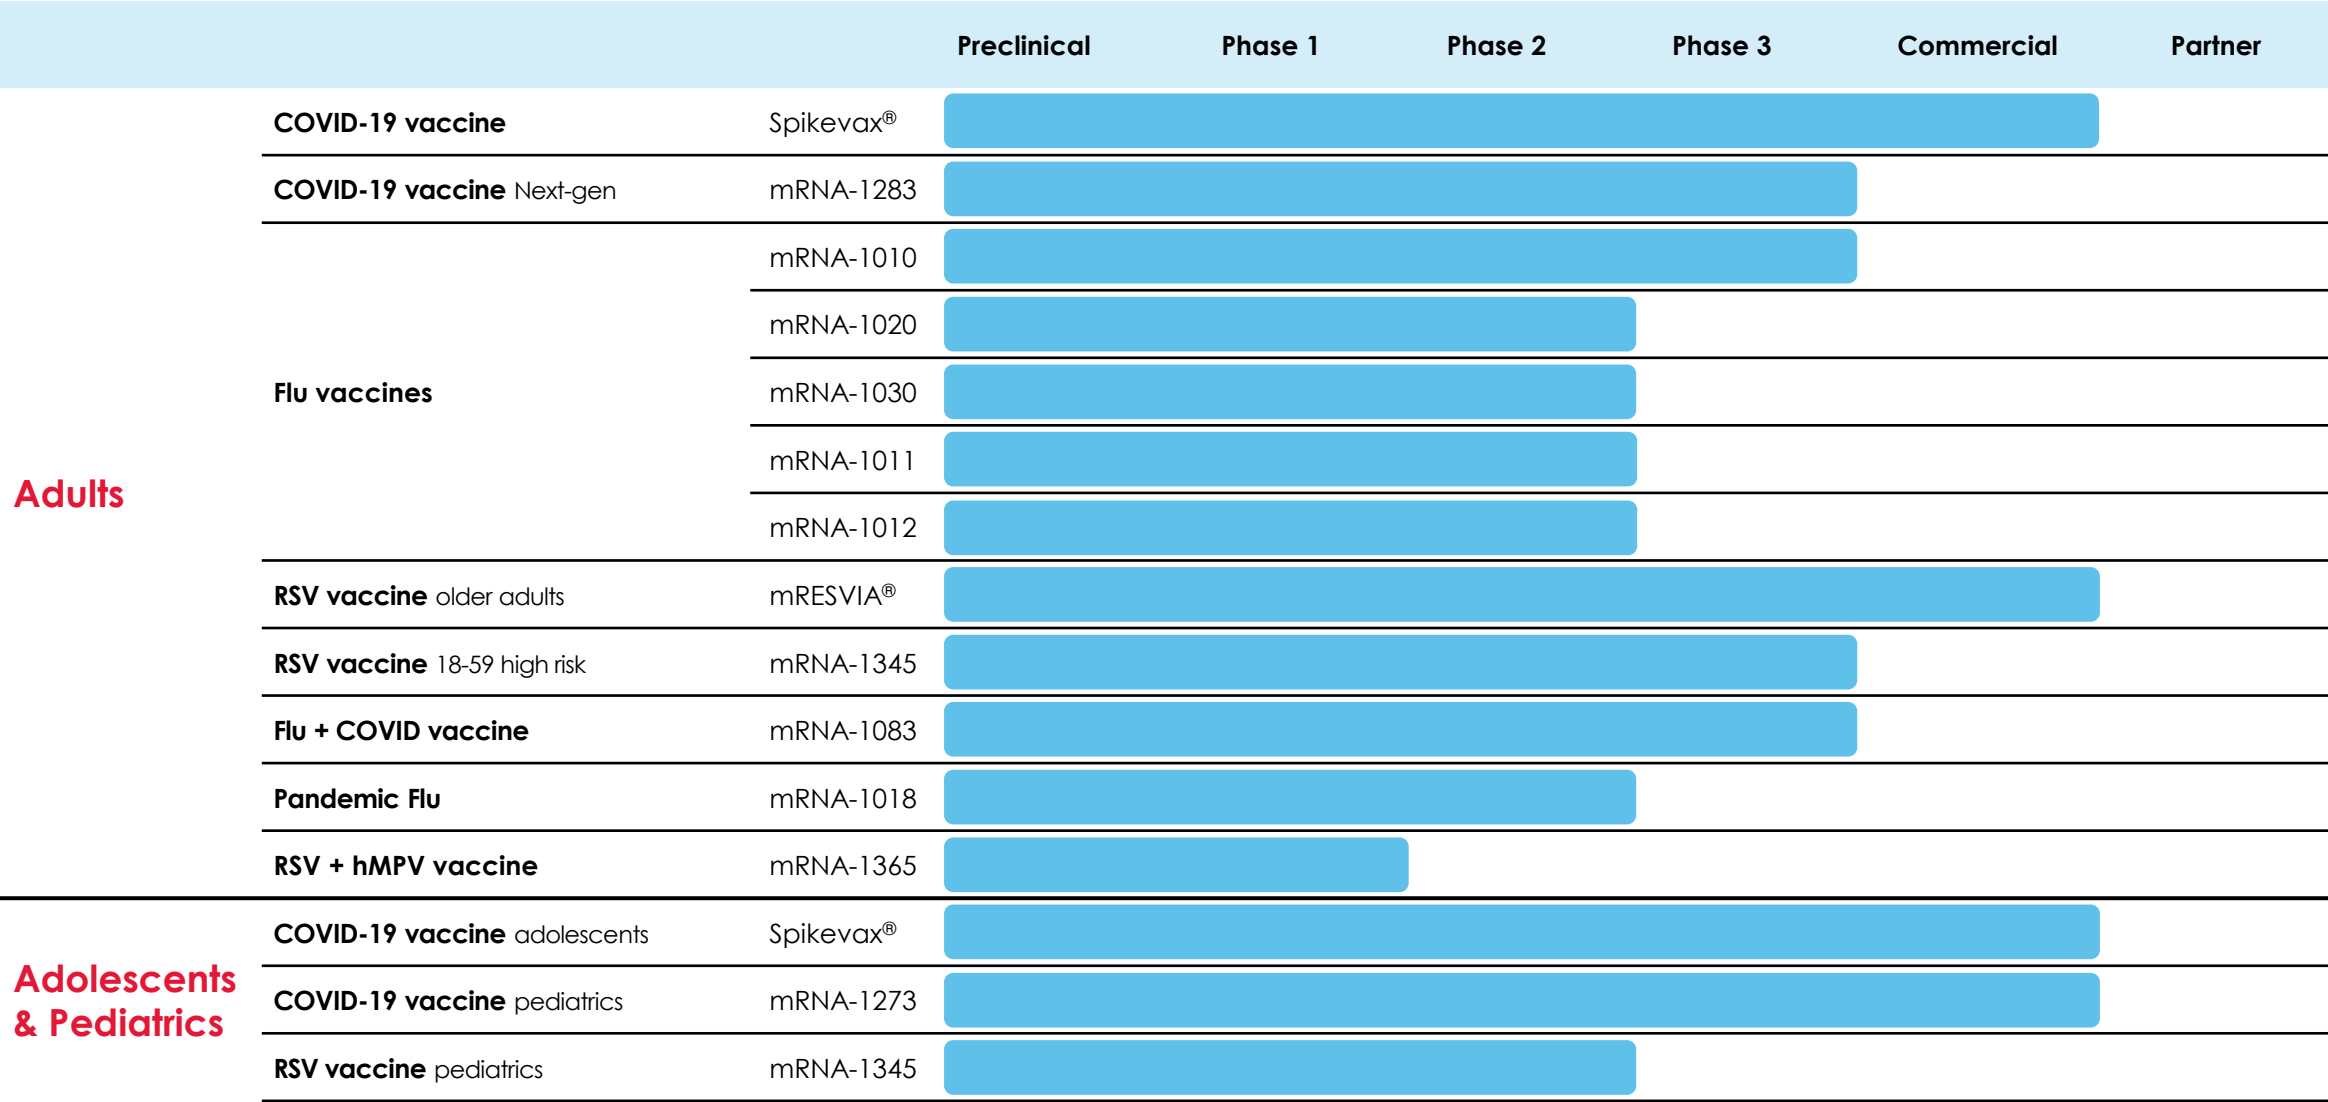 Preclinical Phase 1 Phase 2 Phase 3 Commercial Partner
Adults
COVID-19 vaccine Spikevax®
COVID-19 vaccine Next-gen mRNA-1283
Flu vaccines
mRNA-1010
mRNA-1020
mRNA-1030
mRNA-1011
mRNA-1012
RSV vaccine older adults mRESVIA®
RSV vaccine 18-59 high risk mRNA-1345
Flu + COVID vaccine mRNA-1083
Pandemic Flu mRNA-1018
RSV + hMPV vaccine mRNA-1365
Adolescents
& Pediatrics
COVID-19 vaccine adolescents Spikevax®
COVID-19 vaccine pediatrics mRNA-1273
RSV vaccine pediatrics mRNA-1345